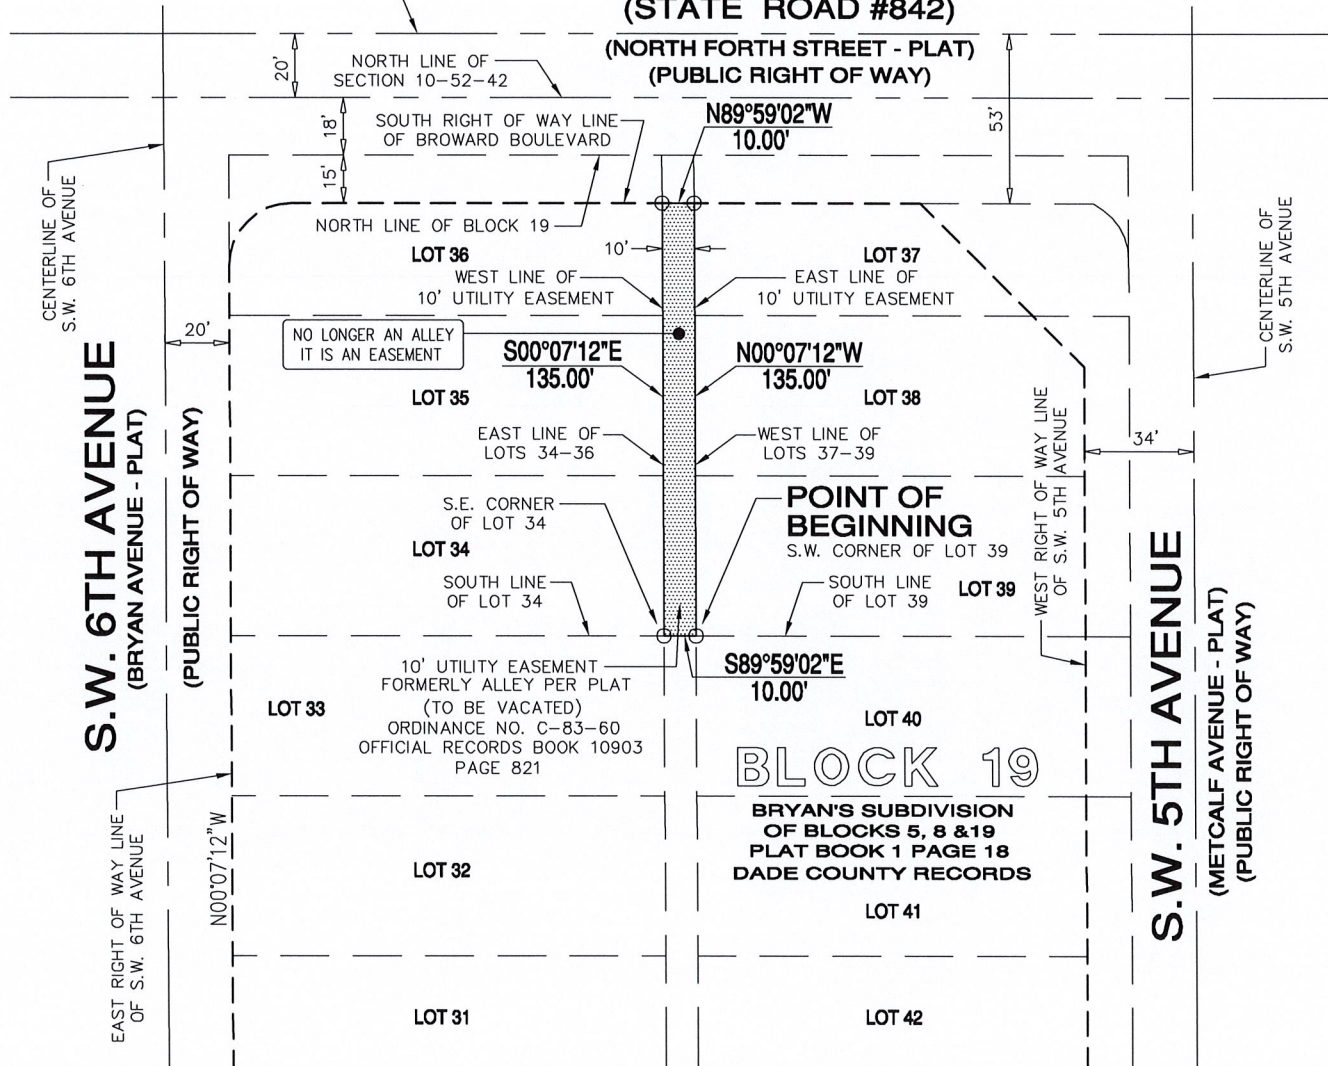 (STATE ROAD #842)
(NORTH FORTH STREET - PLAT)
(PUBLIC RIGHT OF WAY)
20'
NORTH LINE OF
SECTION 10-52-42
53'
18'
SOUTH RIGHT OF WAY LINE
OF BROWARD BOULEVARD
N89°59'02"W
10.00'
15'
CENTERLINE OF
S.W. 6TH AVENUE
NORTH LINE OF BLOCK 19
LOT 36
10'
LOT 37
CENTERLINE OF
S.W. 5TH AVENUE
WEST LINE OF
10' UTILITY EASEMENT
EAST LINE OF
10' UTILITY EASEMENT
20'
NO LONGER AN ALLEY
IT IS AN EASEMENT
S00°07'12"E
135.00'
N00°07'12"W
135.00'
LOT 35
LOT 38
S.W. 6TH AVENUE
(BRYAN AVENUE - PLAT)
(PUBLIC RIGHT OF WAY)
EAST LINE OF
LOTS 34-36
WEST LINE OF
LOTS 37-39
34'
WEST RIGHT OF WAY LINE
OF S.W. 5TH AVENUE
S.E. CORNER
OF LOT 34
POINT OF
BEGINNING
S.W. CORNER OF LOT 39
LOT 34
SOUTH LINE
OF LOT 34
SOUTH LINE
OF LOT 39
LOT 39
S.W. 5TH AVENUE
(METCALF AVENUE - PLAT)
(PUBLIC RIGHT OF WAY)
10' UTILITY EASEMENT
FORMERLY ALLEY PER PLAT
(TO BE VACATED)
ORDINANCE NO. C-83-60
OFFICIAL RECORDS BOOK 10903
PAGE 821
S89°59'02"E
10.00'
LOT 33
LOT 40
BLOCK 19
BRYAN'S SUBDIVISION
OF BLOCKS 5, 8 &19
PLAT BOOK 1 PAGE 18
DADE COUNTY RECORDS
EAST RIGHT OF WAY LINE
OF S.W. 6TH AVENUE
N00°07'12"W
LOT 32
LOT 41
LOT 31
LOT 42